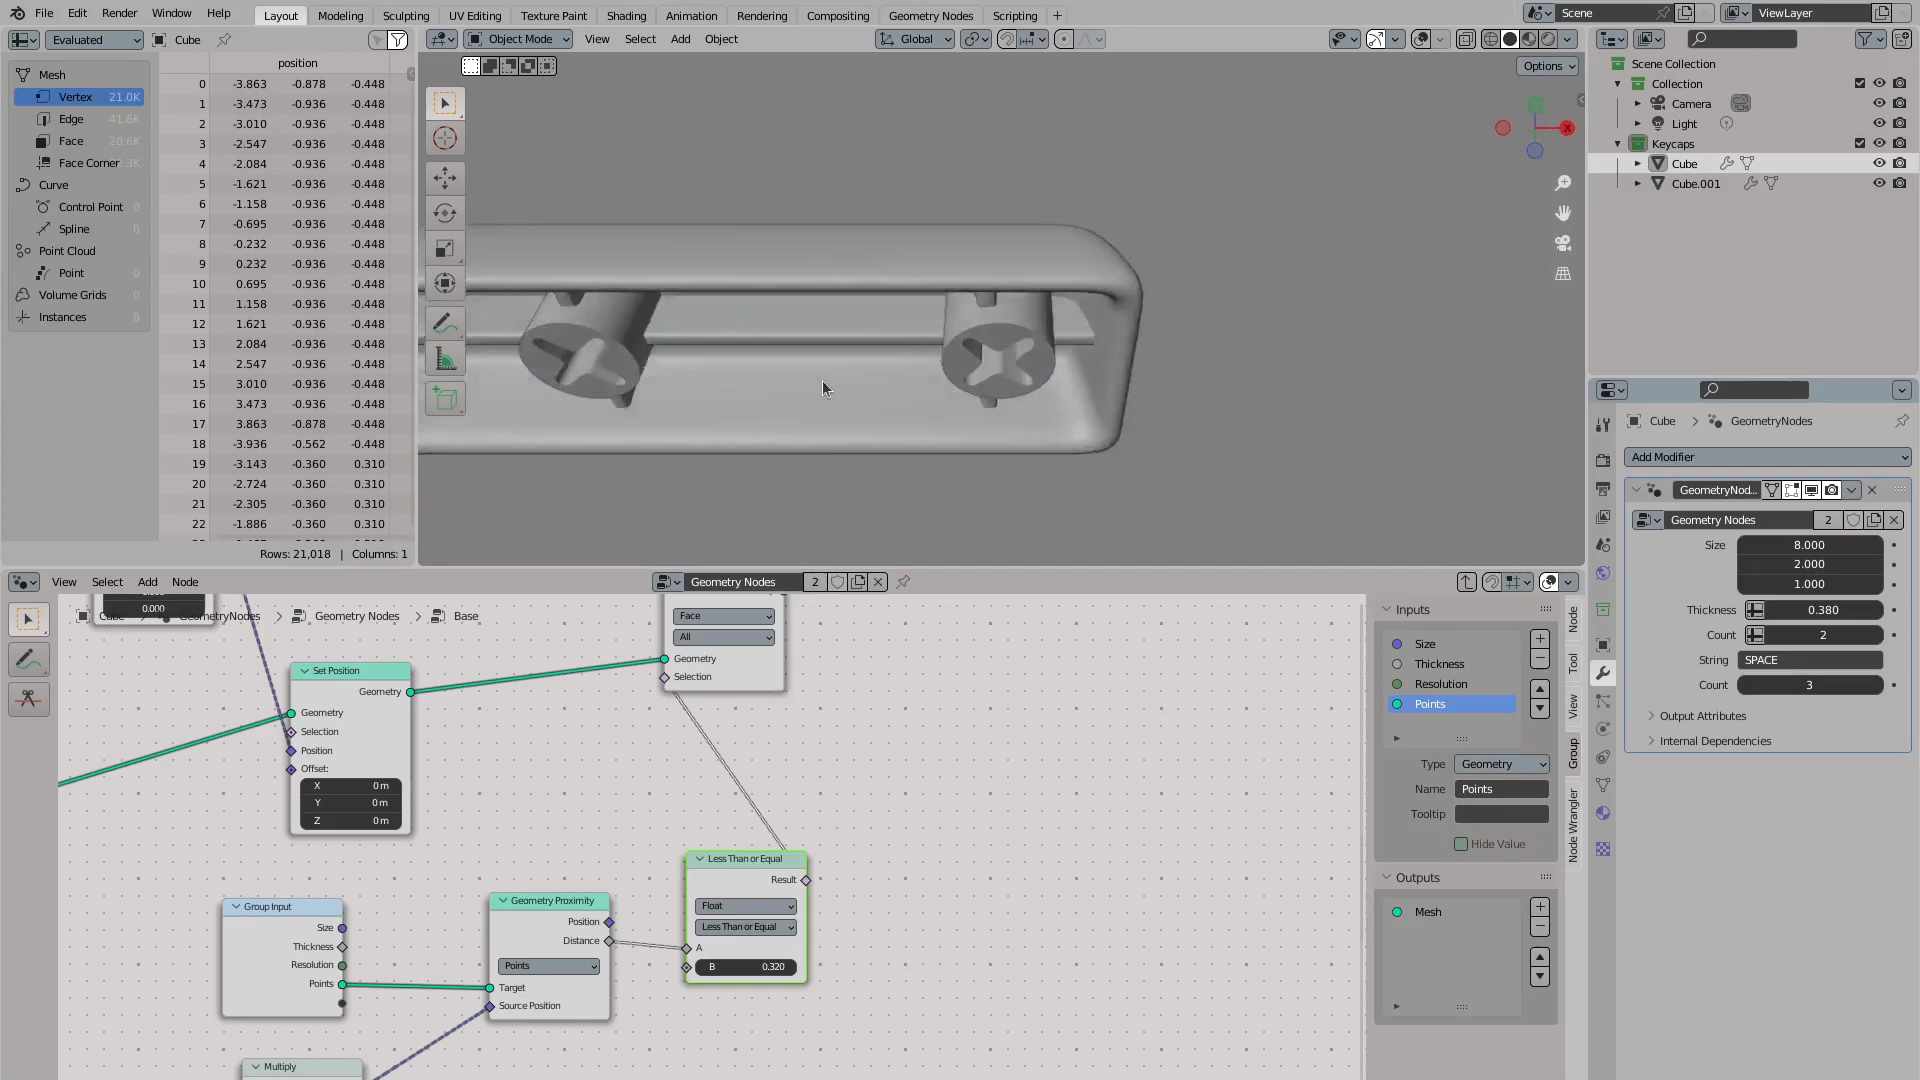 File Edit Render Window Help
Layout Modeling Sculpting UV Editing Texture Paint Shading Animation Rendering Compositing Geometry Nodes Scripting
Scene
ViewLayer
Evaluated
Cube
Object Mode
View Select Add Object
Global
Options
position
Mesh
Vertex 21.0K
Edge 41.6K
Face 20.6K
Face Corner
Curve
Control Point 0
Spline 0
Point Cloud
Point 0
Volume Grids 0
Instances 8
0 -3.863 -0.878 -0.448
1 -3.473 -0.936 -0.448
2 -3.010 -0.936 -0.448
3 -2.547 -0.936 -0.448
4 -2.084 -0.936 -0.448
5 -1.621 -0.936 -0.448
6 -1.158 -0.936 -0.448
7 -0.695 -0.936 -0.448
8 -0.232 -0.936 -0.448
9 0.232 -0.936 -0.448
10 0.695 -0.936 -0.448
11 1.158 -0.936 -0.448
12 1.621 -0.936 -0.448
13 2.084 -0.936 -0.448
14 2.547 -0.936 -0.448
15 3.010 -0.936 -0.448
16 3.473 -0.936 -0.448
17 3.863 -0.878 -0.448
18 -3.936 -0.562 -0.448
19 -3.143 -0.360 0.310
20 -2.724 -0.360 0.310
21 -2.305 -0.360 0.310
22 -1.886 -0.360 0.310
Rows: 21,018 | Columns: 1
X
Scene Collection
Collection
Camera
Light
Keycaps
Cube
Cube.001
Cube GeometryNodes
Add Modifier
GeometryNod...
Geometry Nodes 2
Size 8.000
2.000
1.000
Thickness 0.380
Count 2
String SPACE
Count 3
Output Attributes
Internal Dependencies
View Select Add Node
Geometry Nodes 2
0.000
Cube GeometryNodes Geometry Nodes Base
Set Position
Geometry
Geometry
Selection
Position
Offset:
X 0 m
Y 0 m
Z 0 m
Face
All
Geometry
Selection
Group Input
Size
Thickness
Resolution
Points
Geometry Proximity
Position
Distance
Points
Target
Source Position
Less Than or Equal
Result
Float
Less Than or Equal
A
B 0.320
Multiply
Inputs
Size
Thickness
Resolution
Points
Type Geometry
Name Points
Tooltip
Hide Value
Outputs
Mesh
Node
Tool
View
Group
Node Wrangler